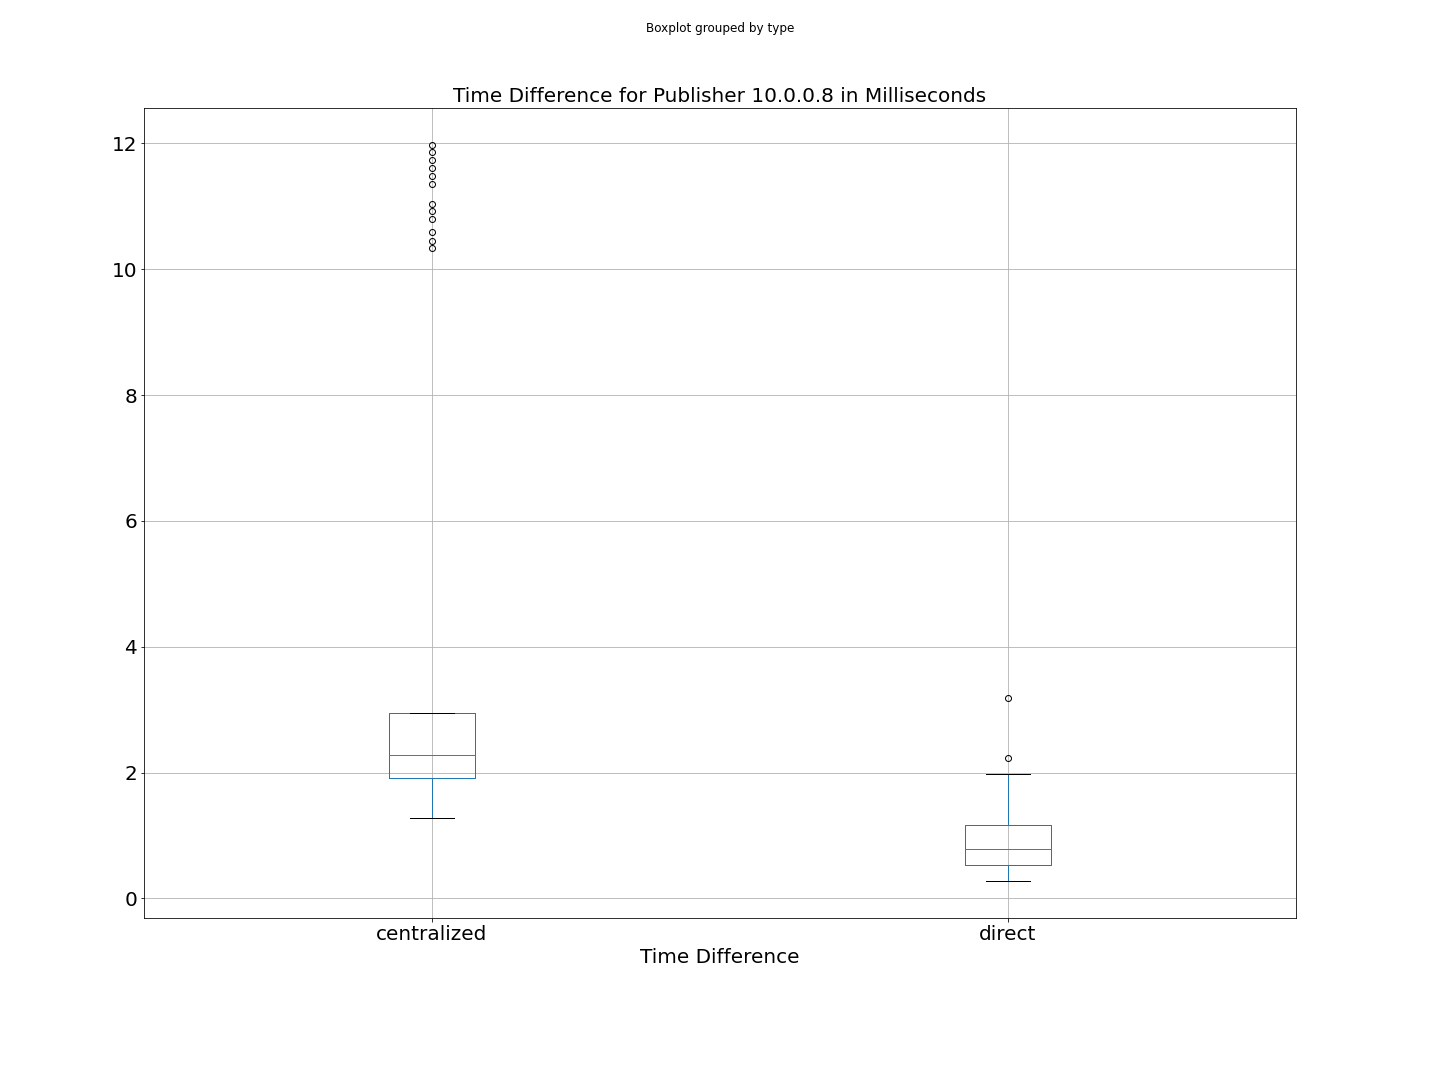 Boxplot grouped by type
Time Difference for Publisher 10.0.0.8 in Milliseconds
12
10
8
6
4
2
0
centralized direct
Time Difference